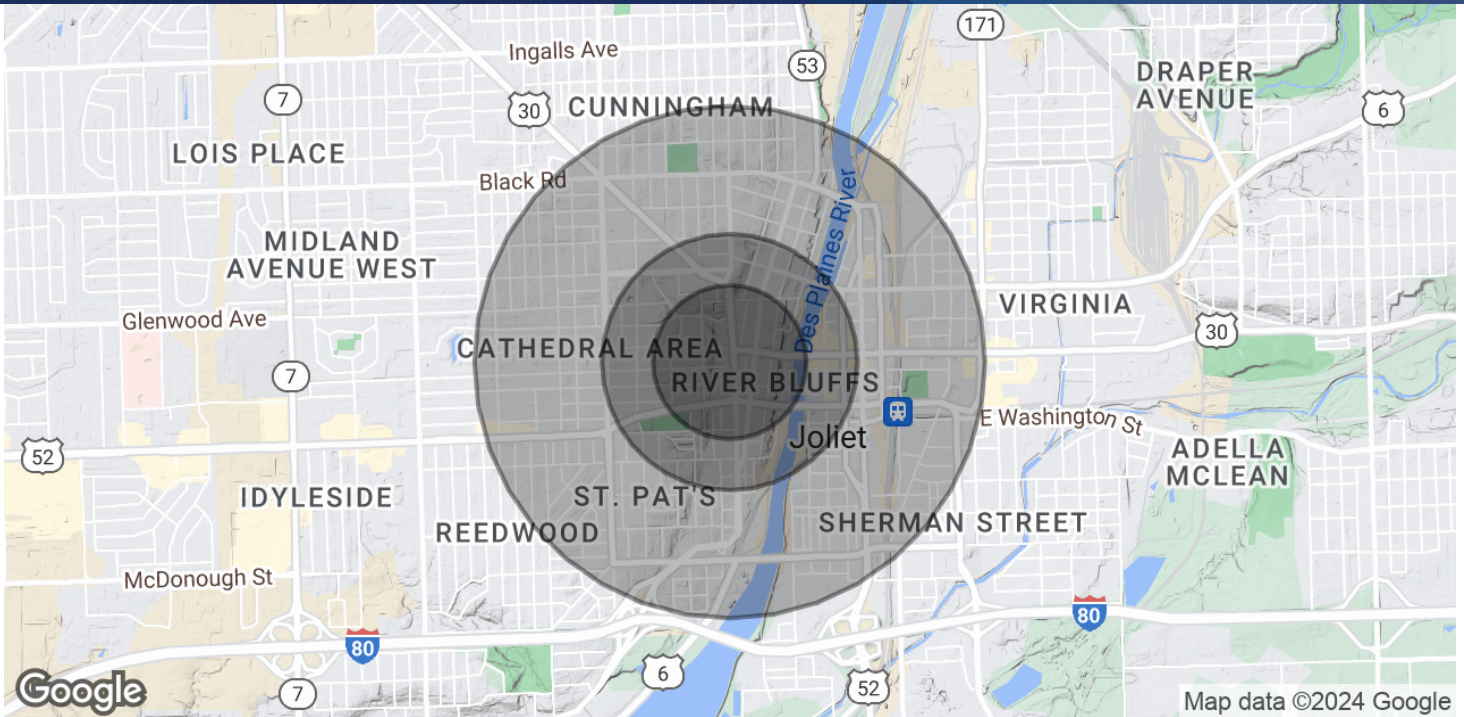 171
Ingalls Ave
53
DRAPER
AVENUE
7
30
CUNNINGHAM
6
LOIS PLACE
Black Rd
Des Plaines River
MIDLAND
AVENUE WEST
VIRGINIA
Glenwood Ave
30
CATHEDRAL AREA
7
RIVER BLUFFS
E Washington St
Joliet
52
ADELLA
MCLEAN
IDYLESIDE
ST. PAT'S
REEDWOOD
SHERMAN STREET
McDonough St
80
80
6
52
7
Google
Map data ©2024 Google